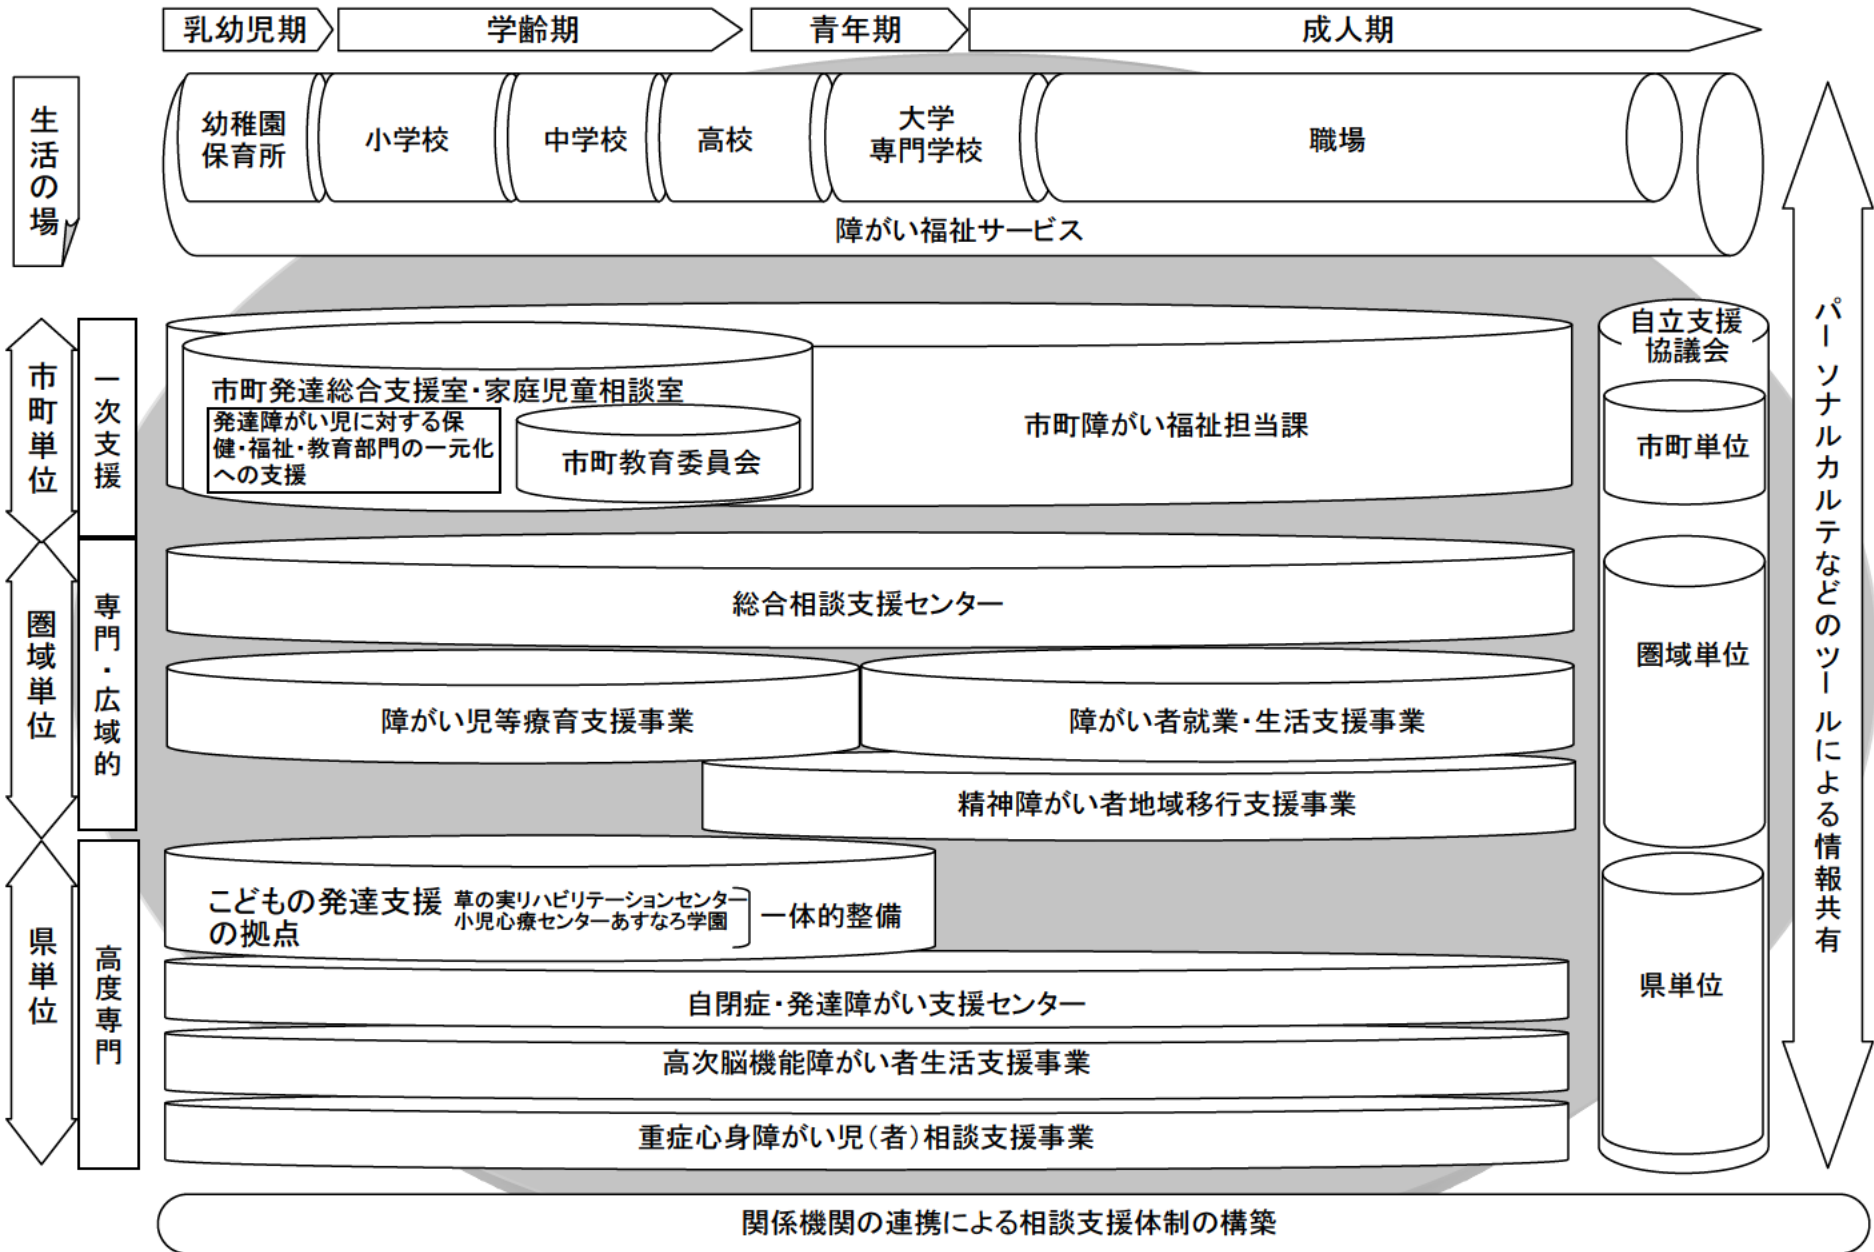 乳幼児期
学齢期
青年期
成人期
生活の場
幼稚園
保育所
小学校
中学校
高校
大学
専門学校
職場
障がい福祉サービス
市町単位
一次支援
市町発達総合支援室・家庭児童相談室
発達障がい児に対する保
健・福祉・教育部門の一元化
への支援
市町教育委員会
市町障がい福祉担当課
自立支援
協議会
市町単位
圏域単位
専門・広域的
総合相談支援センター
障がい児等療育支援事業
障がい者就業・生活支援事業
精神障がい者地域移行支援事業
圏域単位
県単位
高度専門
こどもの発達支援
の拠点
草の実リハビリテーションセンター
小児心療センターあすなろ学園
一体的整備
自閉症・発達障がい支援センター
高次脳機能障がい者生活支援事業
重症心身障がい児(者)相談支援事業
県単位
パーソナルカルテなどのツールによる情報共有
関係機関の連携による相談支援体制の構築